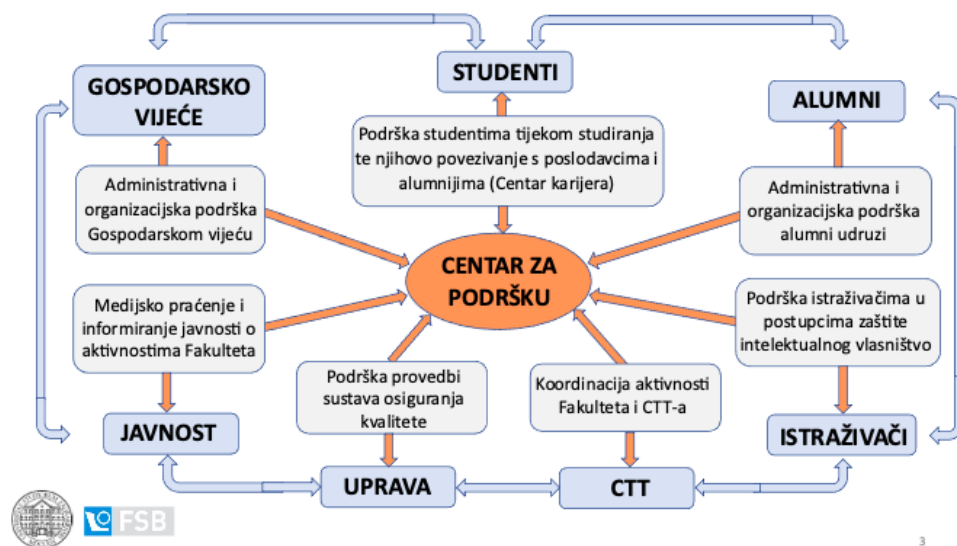 GOSPODARSKO
VIJEĆE
STUDENTI
ALUMNI
Administrativna i
organizacijska podrška
Gospodarskom vijeću
Podrška studentima tijekom studiranja
te njihovo povezivanje s poslodavcima i
alumnijima (Centar karijera)
Administrativna i
organizacijska podrška
alumni udruzi
CENTAR ZA
PODRŠKU
Medijsko praćenje i
informiranje javnosti o
aktivnostima Fakulteta
Podrška istraživačima u
postupcima zaštite
intelektualnog vlasništvo
Podrška provedbi
sustava osiguranja
kvalitete
Koordinacija aktivnosti
Fakulteta i CTT-a
JAVNOST
UPRAVA
CTT
ISTRAŽIVAČI
FSB
3